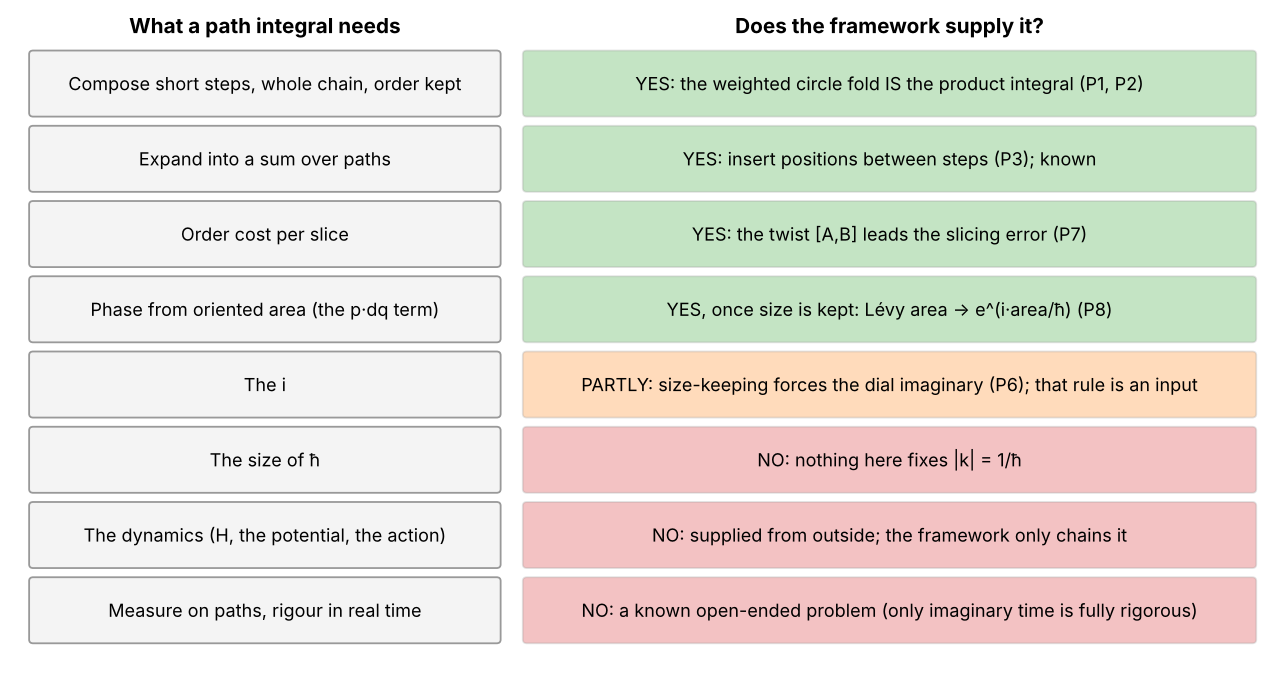 What a path integral needs
Does the framework supply it?
Compose short steps, whole chain, order kept
YES: the weighted circle fold IS the product integral (P1, P2)
Expand into a sum over paths
YES: insert positions between steps (P3); known
Order cost per slice
YES: the twist [A,B] leads the slicing error (P7)
Phase from oriented area (the p·dq term)
YES, once size is kept: Lévy area → e^(i·area/ħ) (P8)
The i
PARTLY: size-keeping forces the dial imaginary (P6); that rule is an input
The size of ħ
NO: nothing here fixes |k| = 1/ħ
The dynamics (H, the potential, the action)
NO: supplied from outside; the framework only chains it
Measure on paths, rigour in real time
NO: a known open-ended problem (only imaginary time is fully rigorous)